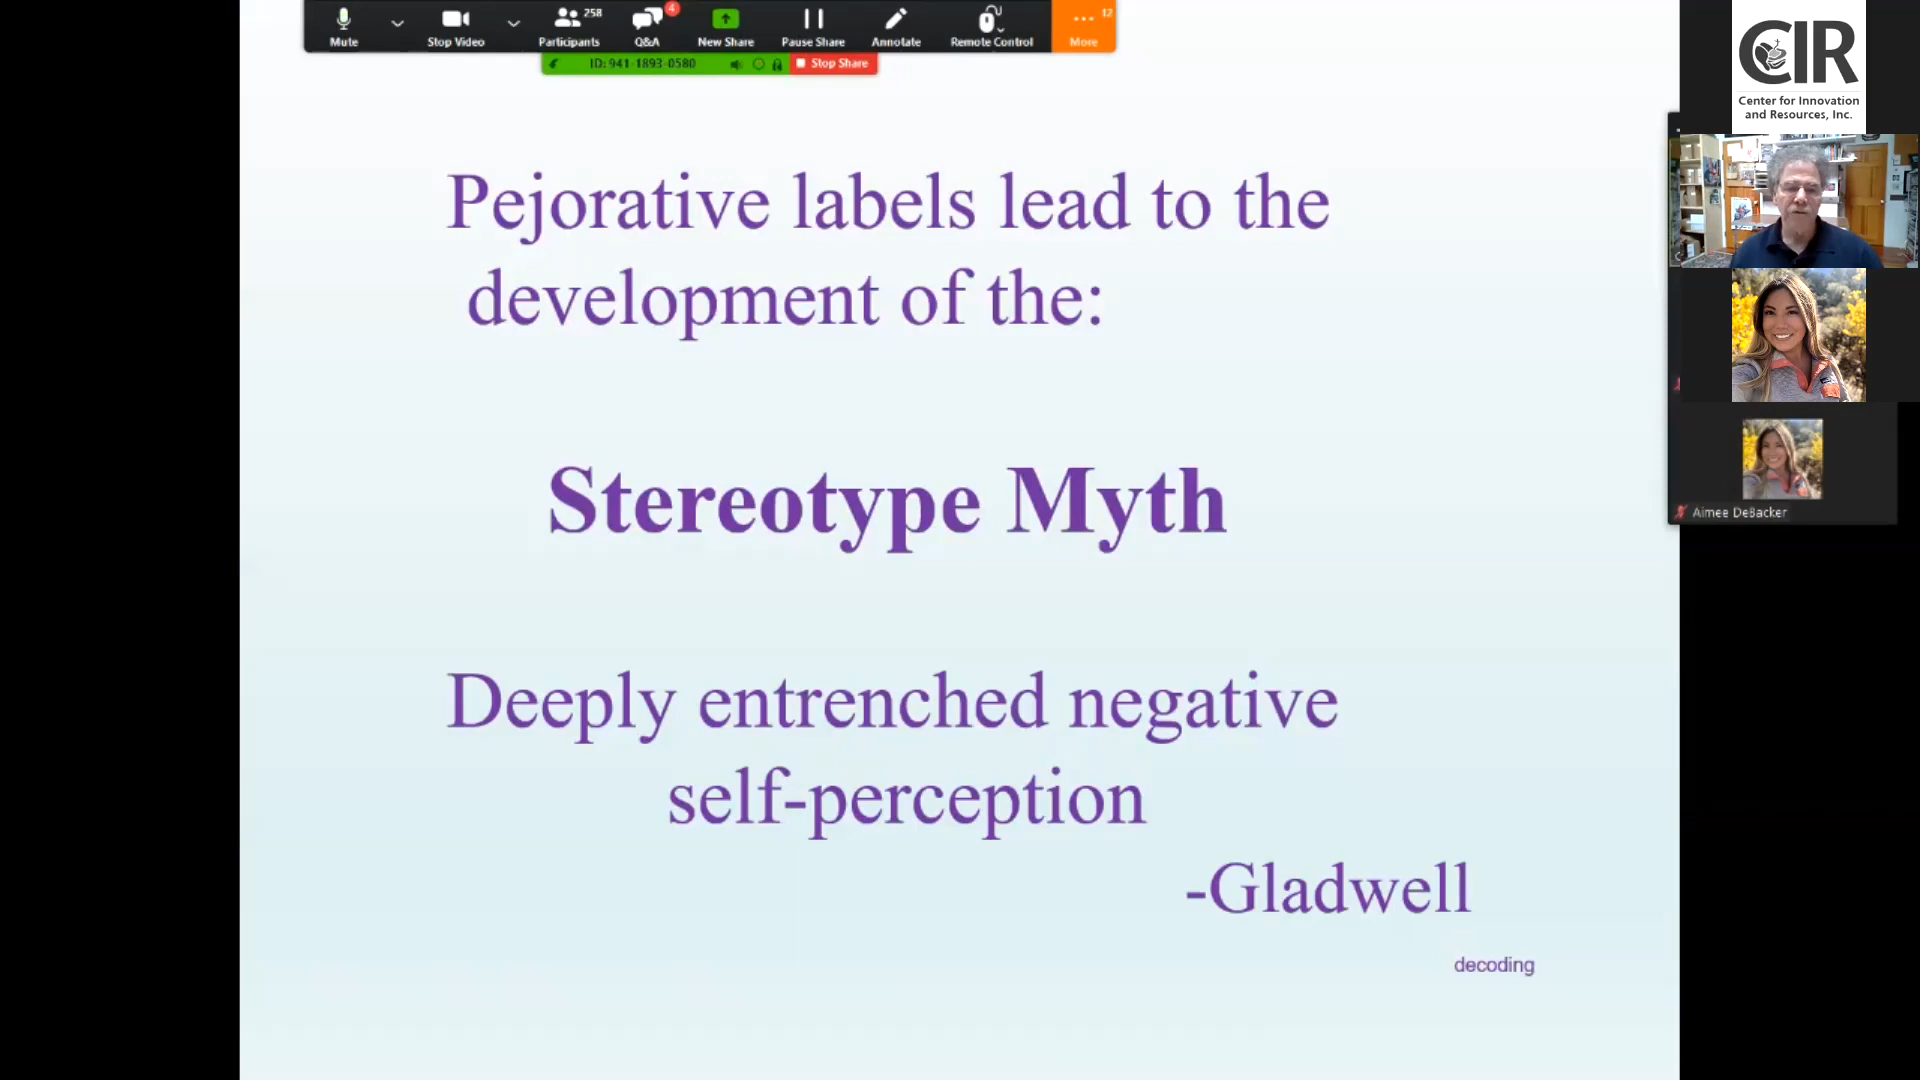 Mute
Stop Video
Participants
258
Q&A
4
New Share
Pause Share
Annotate
Remote Control
More
12
ID: 941-1893-0580
Stop Share
CIR
Center for Innovation
and Resources, Inc.
Pejorative labels lead to the
development of the:
Stereotype Myth
Deeply entrenched negative
self-perception
-Gladwell
decoding
Aimee DeBacker